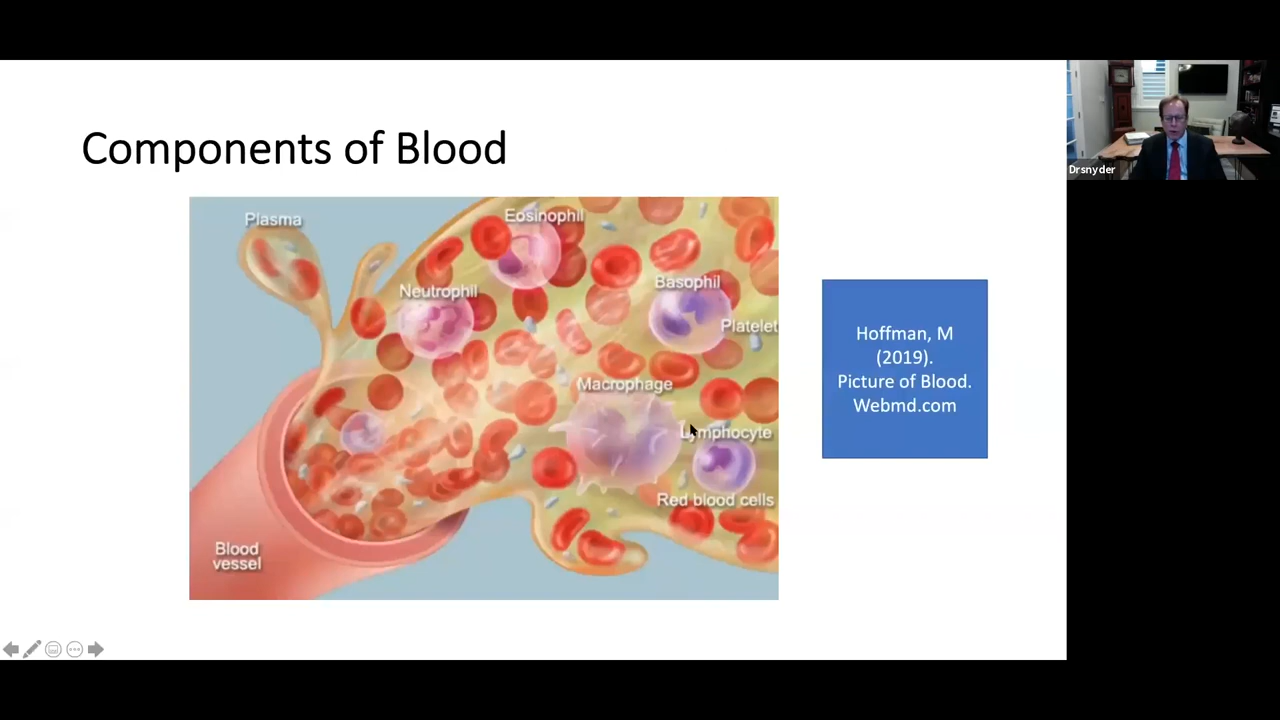 Components of Blood
Plasma
Eosinophil
Neutrophil
Basophil
Platelet
Macrophage
Lymphocyte
Red blood cells
Blood
vessel
Hoffman, M
(2019).
Picture of Blood.
Webmd.com
Drsnyder